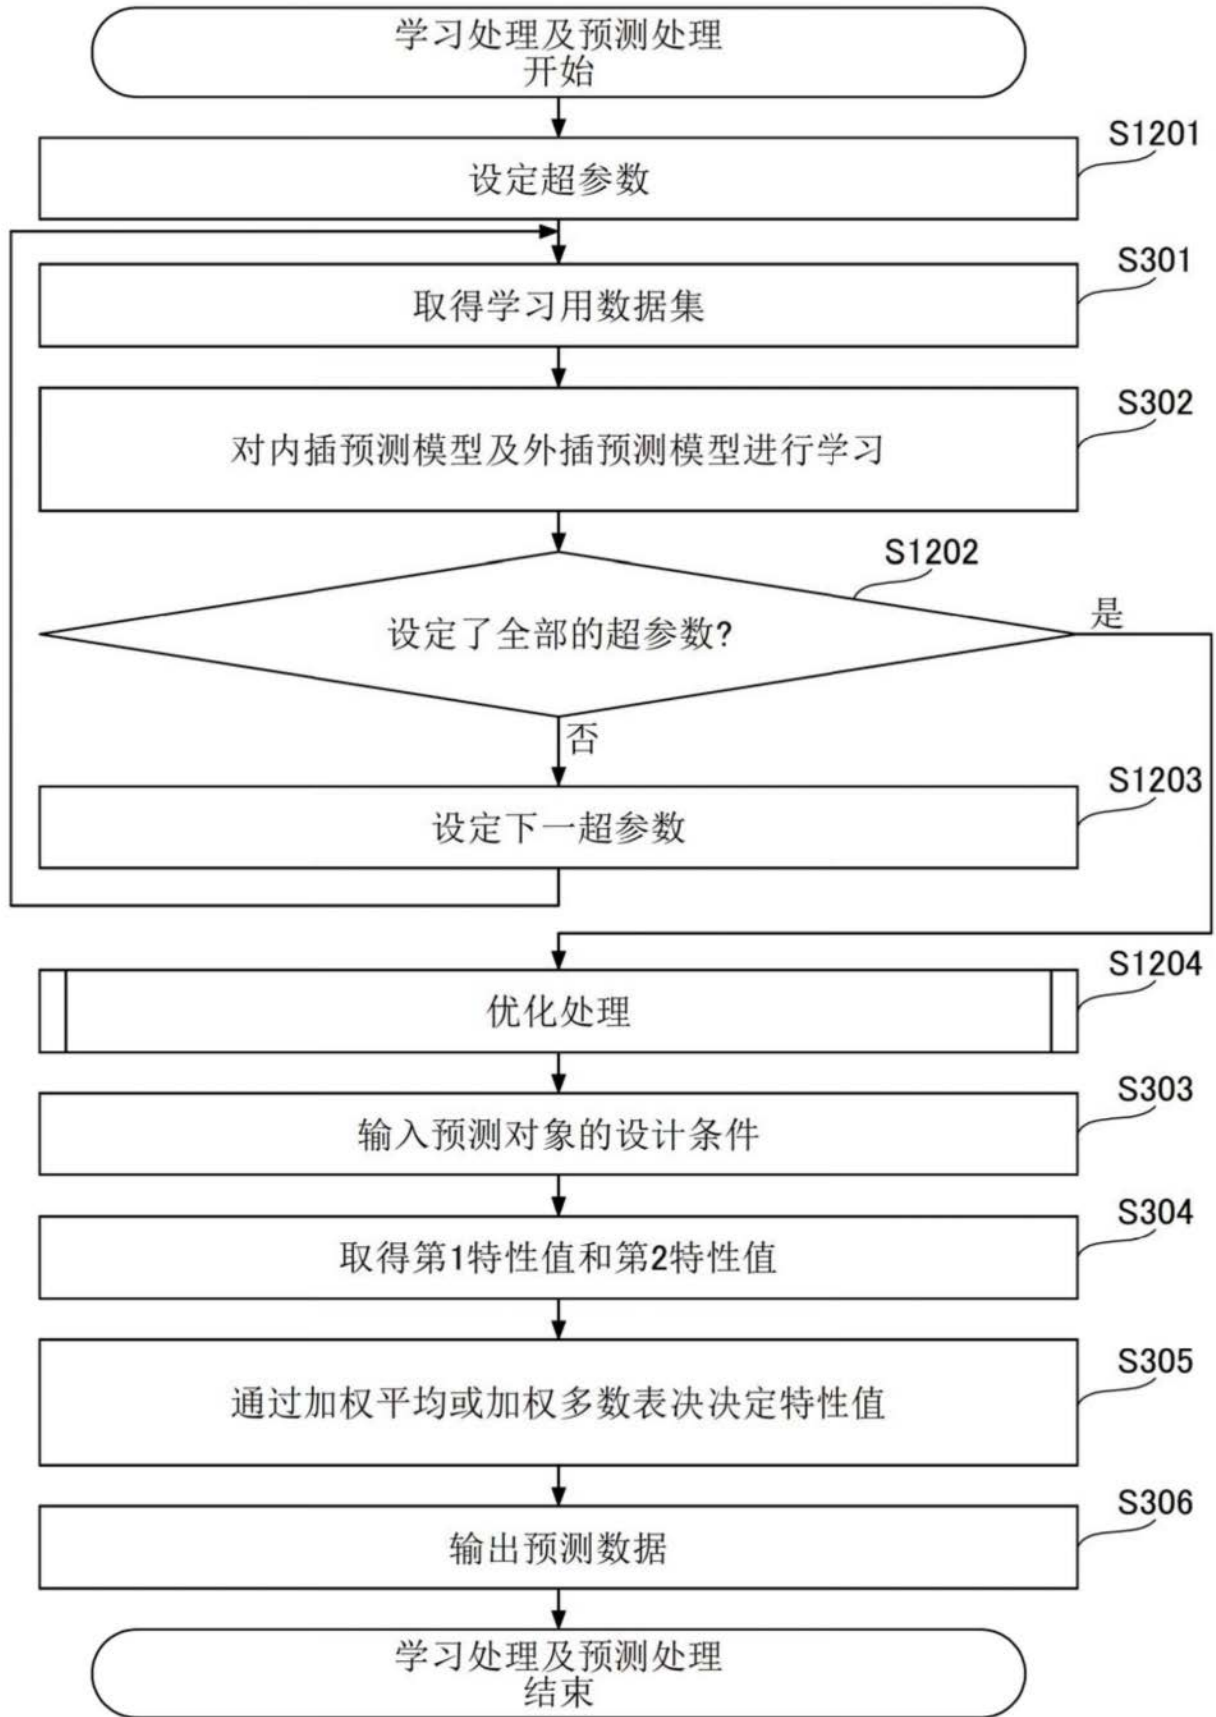 学习处理及预测处理
开始
S1201
设定超参数
S301
取得学习用数据集
S302
对内插预测模型及外插预测模型进行学习
S1202
设定了全部的超参数?
是
否
S1203
设定下一超参数
S1204
优化处理
S303
输入预测对象的设计条件
S304
取得第1特性值和第2特性值
S305
通过加权平均或加权多数表决决定特性值
S306
输出预测数据
学习处理及预测处理
结束